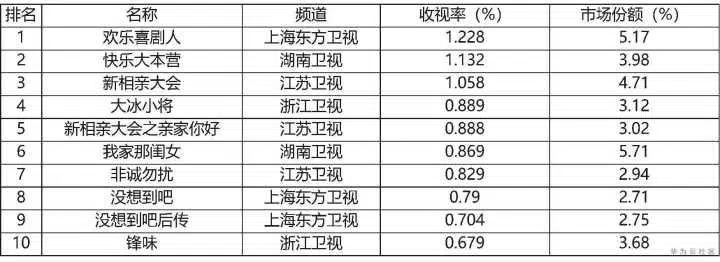 排名 名称 频道 收视率（%） 市场份额（%）
1 欢乐喜剧人 上海东方卫视 1.228 5.17
2 快乐大本营 湖南卫视 1.132 3.98
3 新相亲大会 江苏卫视 1.058 4.71
4 大冰小将 浙江卫视 0.889 3.12
5 新相亲大会之亲家你好 江苏卫视 0.888 3.02
6 我家那闺女 湖南卫视 0.869 5.71
7 非诚勿扰 江苏卫视 0.829 2.94
8 没想到吧 上海东方卫视 0.79 2.71
9 没想到吧后传 上海东方卫视 0.704 2.75
10 锋味 浙江卫视 0.679 3.68
华为云社区